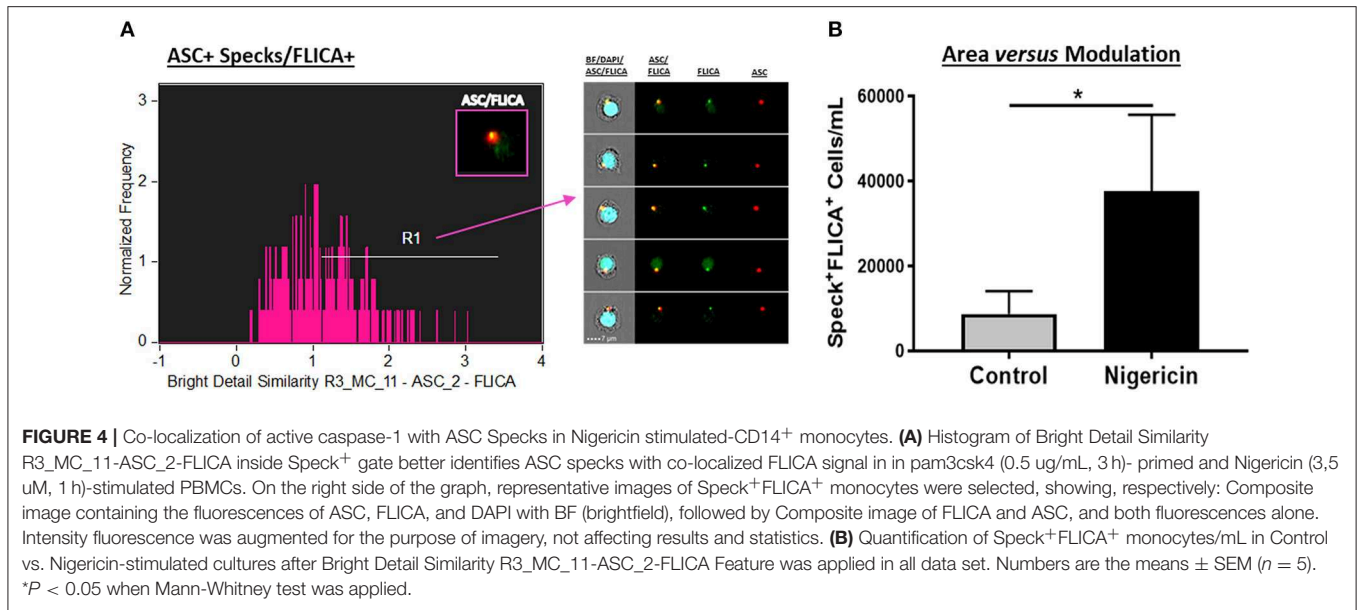 A
ASC+ Specks/FLICA+
3
2
1
0
Normalized Frequency
ASC/FLICA
R1
-1 0 1 2 3 4
Bright Detail Similarity R3_MC_11 - ASC_2 - FLICA
BF/DAPI/ ASC/ FLICA ASC
ASC/FLICA FLICA
7 μm
B
Area versus Modulation
*
60000
40000
20000
0
Speck⁺FLICA⁺ Cells/mL
Control Nigericin
FIGURE 4 | Co-localization of active caspase-1 with ASC Specks in Nigericin stimulated-CD14⁺ monocytes. (A) Histogram of Bright Detail Similarity
R3_MC_11-ASC_2-FLICA inside Speck⁺ gate better identifies ASC specks with co-localized FLICA signal in in pam3csk4 (0.5 ug/mL, 3 h)- primed and Nigericin (3,5
uM, 1 h)-stimulated PBMCs. On the right side of the graph, representative images of Speck⁺FLICA⁺ monocytes were selected, showing, respectively: Composite
image containing the fluorescences of ASC, FLICA, and DAPI with BF (brightfield), followed by Composite image of FLICA and ASC, and both fluorescences alone.
Intensity fluorescence was augmented for the purpose of imagery, not affecting results and statistics. (B) Quantification of Speck⁺FLICA⁺ monocytes/mL in Control
vs. Nigericin-stimulated cultures after Bright Detail Similarity R3_MC_11-ASC_2-FLICA Feature was applied in all data set. Numbers are the means ± SEM (n = 5).
*P < 0.05 when Mann-Whitney test was applied.